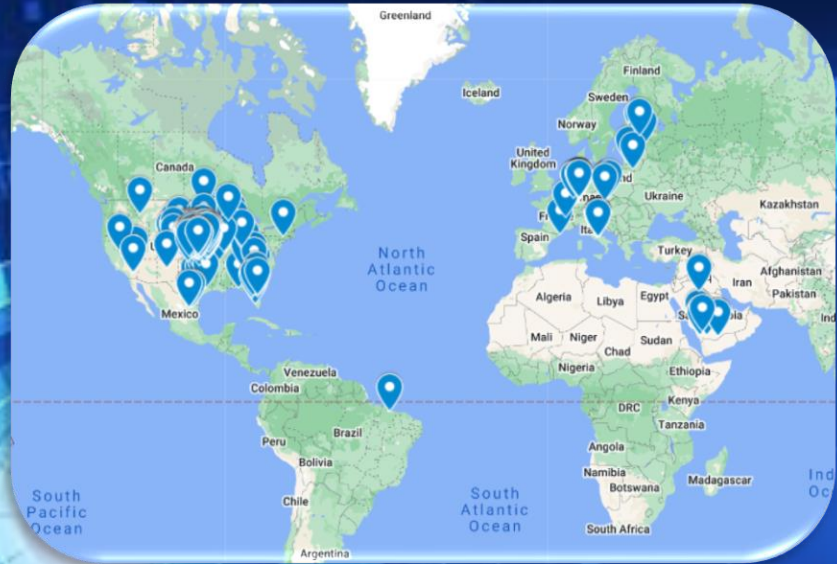 Greenland
Iceland
Finland
Sweden
Norway
Canada
United
Kingdom
Ukraine
Kazakhstan
Spain
North
Atlantic
Ocean
Turkey
Afghanistan
Iran
Pakistan
Algeria
Libya
Egypt
Mexico
Mali
Niger
Chad
Sudan
Nigeria
Ethiopia
Venezuela
Colombia
Kenya
DRC
Tanzania
Brazil
Peru
Angola
Bolivia
Namibia
Botswana
Madagascar
South
Pacific
Ocean
Chile
South
Atlantic
Ocean
South Africa
Argentina